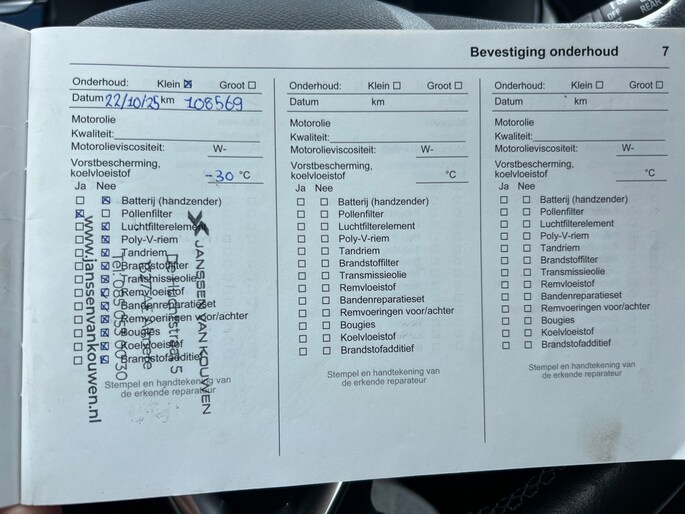 REAR
Bevestiging onderhoud 7
Onderhoud: Klein ☒ Groot ☐
Datum 22/10/25 km 108569
Motorolie
Kwaliteit:
Motorolieviscositeit: W-
Vorstbescherming,
koelvloeistof -30 °C
Ja Nee
☐ ☒ Batterij (handzender)
☒ ☐ Pollenfilter
☐ ☒ Luchtfilterelement
☐ ☒ Poly-V-riem
☐ ☒ Tandriem
☐ ☒ Brandstoffilter
☐ ☒ Transmissieolie
☐ ☒ Remvloeistof
☐ ☒ Bandenreparatieset
☐ ☒ Remvoeringen voor/achter
☐ ☒ Bougies
☐ ☒ Koelvloeistof
☐ ☒ Brandstofadditief
Stempel en handtekening van
de erkende reparateur
JANSSEN VAN KOUWEN
5
www.janssenvankouwen.nl
Onderhoud: Klein ☐ Groot ☐
Datum km
Motorolie
Kwaliteit:
Motorolieviscositeit: W-
Vorstbescherming,
koelvloeistof °C
Ja Nee
☐ ☐ Batterij (handzender)
☐ ☐ Pollenfilter
☐ ☐ Luchtfilterelement
☐ ☐ Poly-V-riem
☐ ☐ Tandriem
☐ ☐ Brandstoffilter
☐ ☐ Transmissieolie
☐ ☐ Remvloeistof
☐ ☐ Bandenreparatieset
☐ ☐ Remvoeringen voor/achter
☐ ☐ Bougies
☐ ☐ Koelvloeistof
☐ ☐ Brandstofadditief
Stempel en handtekening van
de erkende reparateur
Onderhoud: Klein ☐ Groot ☐
Datum km
Motorolie
Kwaliteit:
Motorolieviscositeit: W-
Vorstbescherming,
koelvloeistof °C
Ja Nee
☐ ☐ Batterij (handzender)
☐ ☐ Pollenfilter
☐ ☐ Luchtfilterelement
☐ ☐ Poly-V-riem
☐ ☐ Tandriem
☐ ☐ Brandstoffilter
☐ ☐ Transmissieolie
☐ ☐ Remvloeistof
☐ ☐ Bandenreparatieset
☐ ☐ Remvoeringen voor/achter
☐ ☐ Bougies
☐ ☐ Koelvloeistof
☐ ☐ Brandstofadditief
Stempel en handtekening van
de erkende reparateur